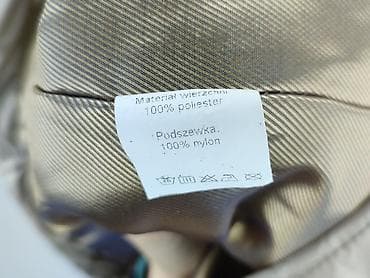 Materiał wierzchni
100% poliester
Podszewka.
100% nylon